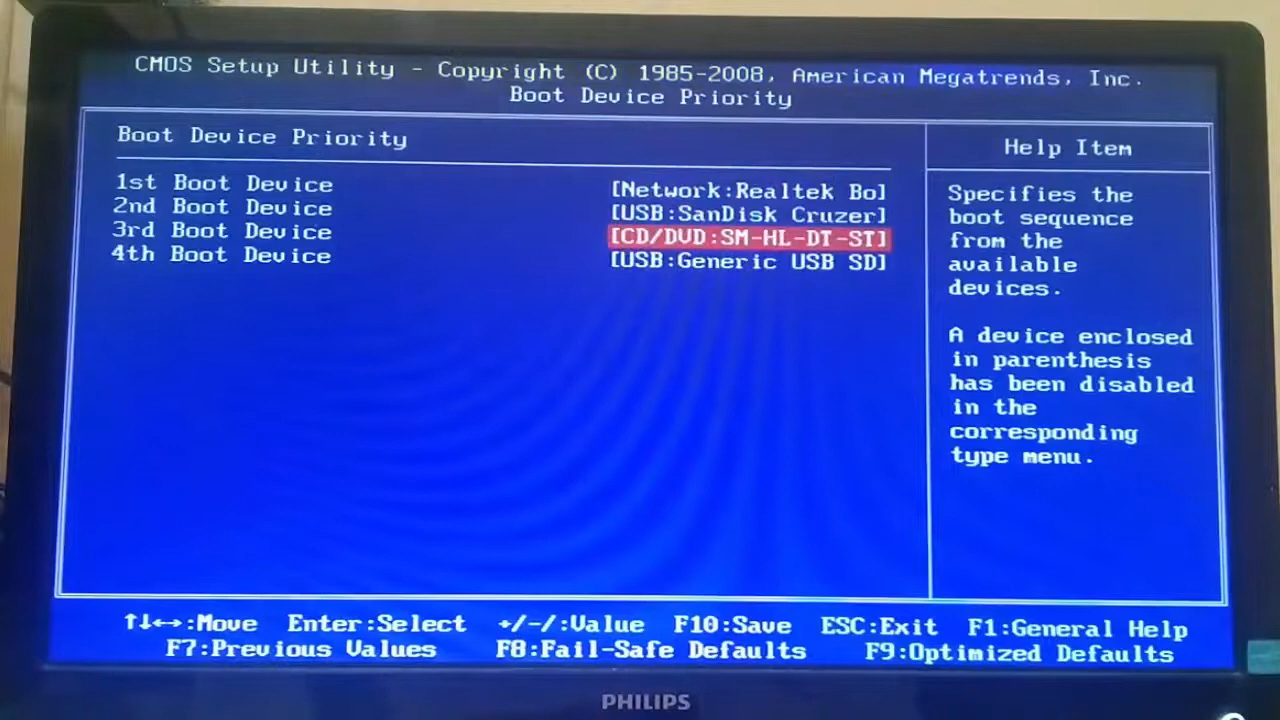 CMOS Setup Utility - Copyright (C) 1985-2008, American Megatrends, Inc.
Boot Device Priority
Boot Device Priority
1st Boot Device [Network:Realtek Bo]
2nd Boot Device [USB:SanDisk Cruzer]
3rd Boot Device [CD/DVD:SM-HL-DT-ST]
4th Boot Device [USB:Generic USB SD]
Help Item
Specifies the
boot sequence
from the
available
devices.
A device enclosed
in parenthesis
has been disabled
in the
corresponding
type menu.
↑↓←→:Move Enter:Select +/-/:Value F10:Save ESC:Exit F1:General Help
F7:Previous Values F8:Fail-Safe Defaults F9:Optimized Defaults
PHILIPS